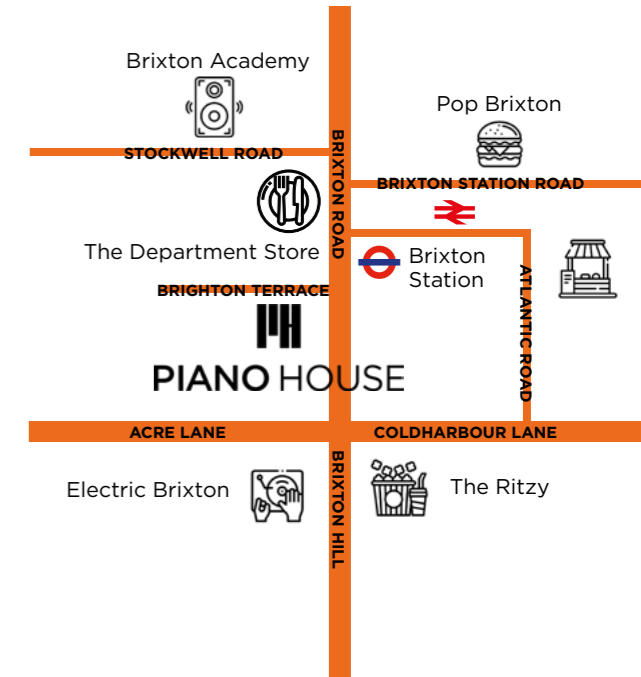 Brixton Academy
Pop Brixton
STOCKWELL ROAD
BRIXTON ROAD
BRIXTON STATION ROAD
The Department Store
Brixton
Station
ATLANTIC ROAD
BRIGHTON TERRACE
PH
PIANO HOUSE
ACRE LANE
COLDHARBOUR LANE
Electric Brixton
BRIXTON HILL
The Ritzy